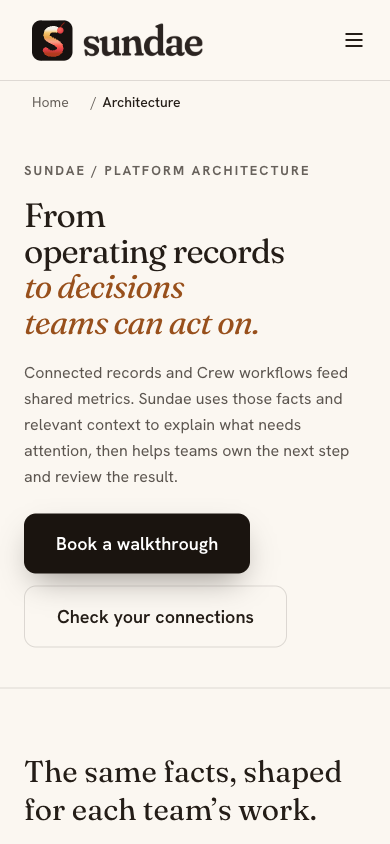 sundae
Home / Architecture
SUNDAE / PLATFORM ARCHITECTURE
From
operating records
to decisions
teams can act on.
Connected records and Crew workflows feed
shared metrics. Sundae uses those facts and
relevant context to explain what needs
attention, then helps teams own the next step
and review the result.
Book a walkthrough
Check your connections
The same facts, shaped
for each team’s work.